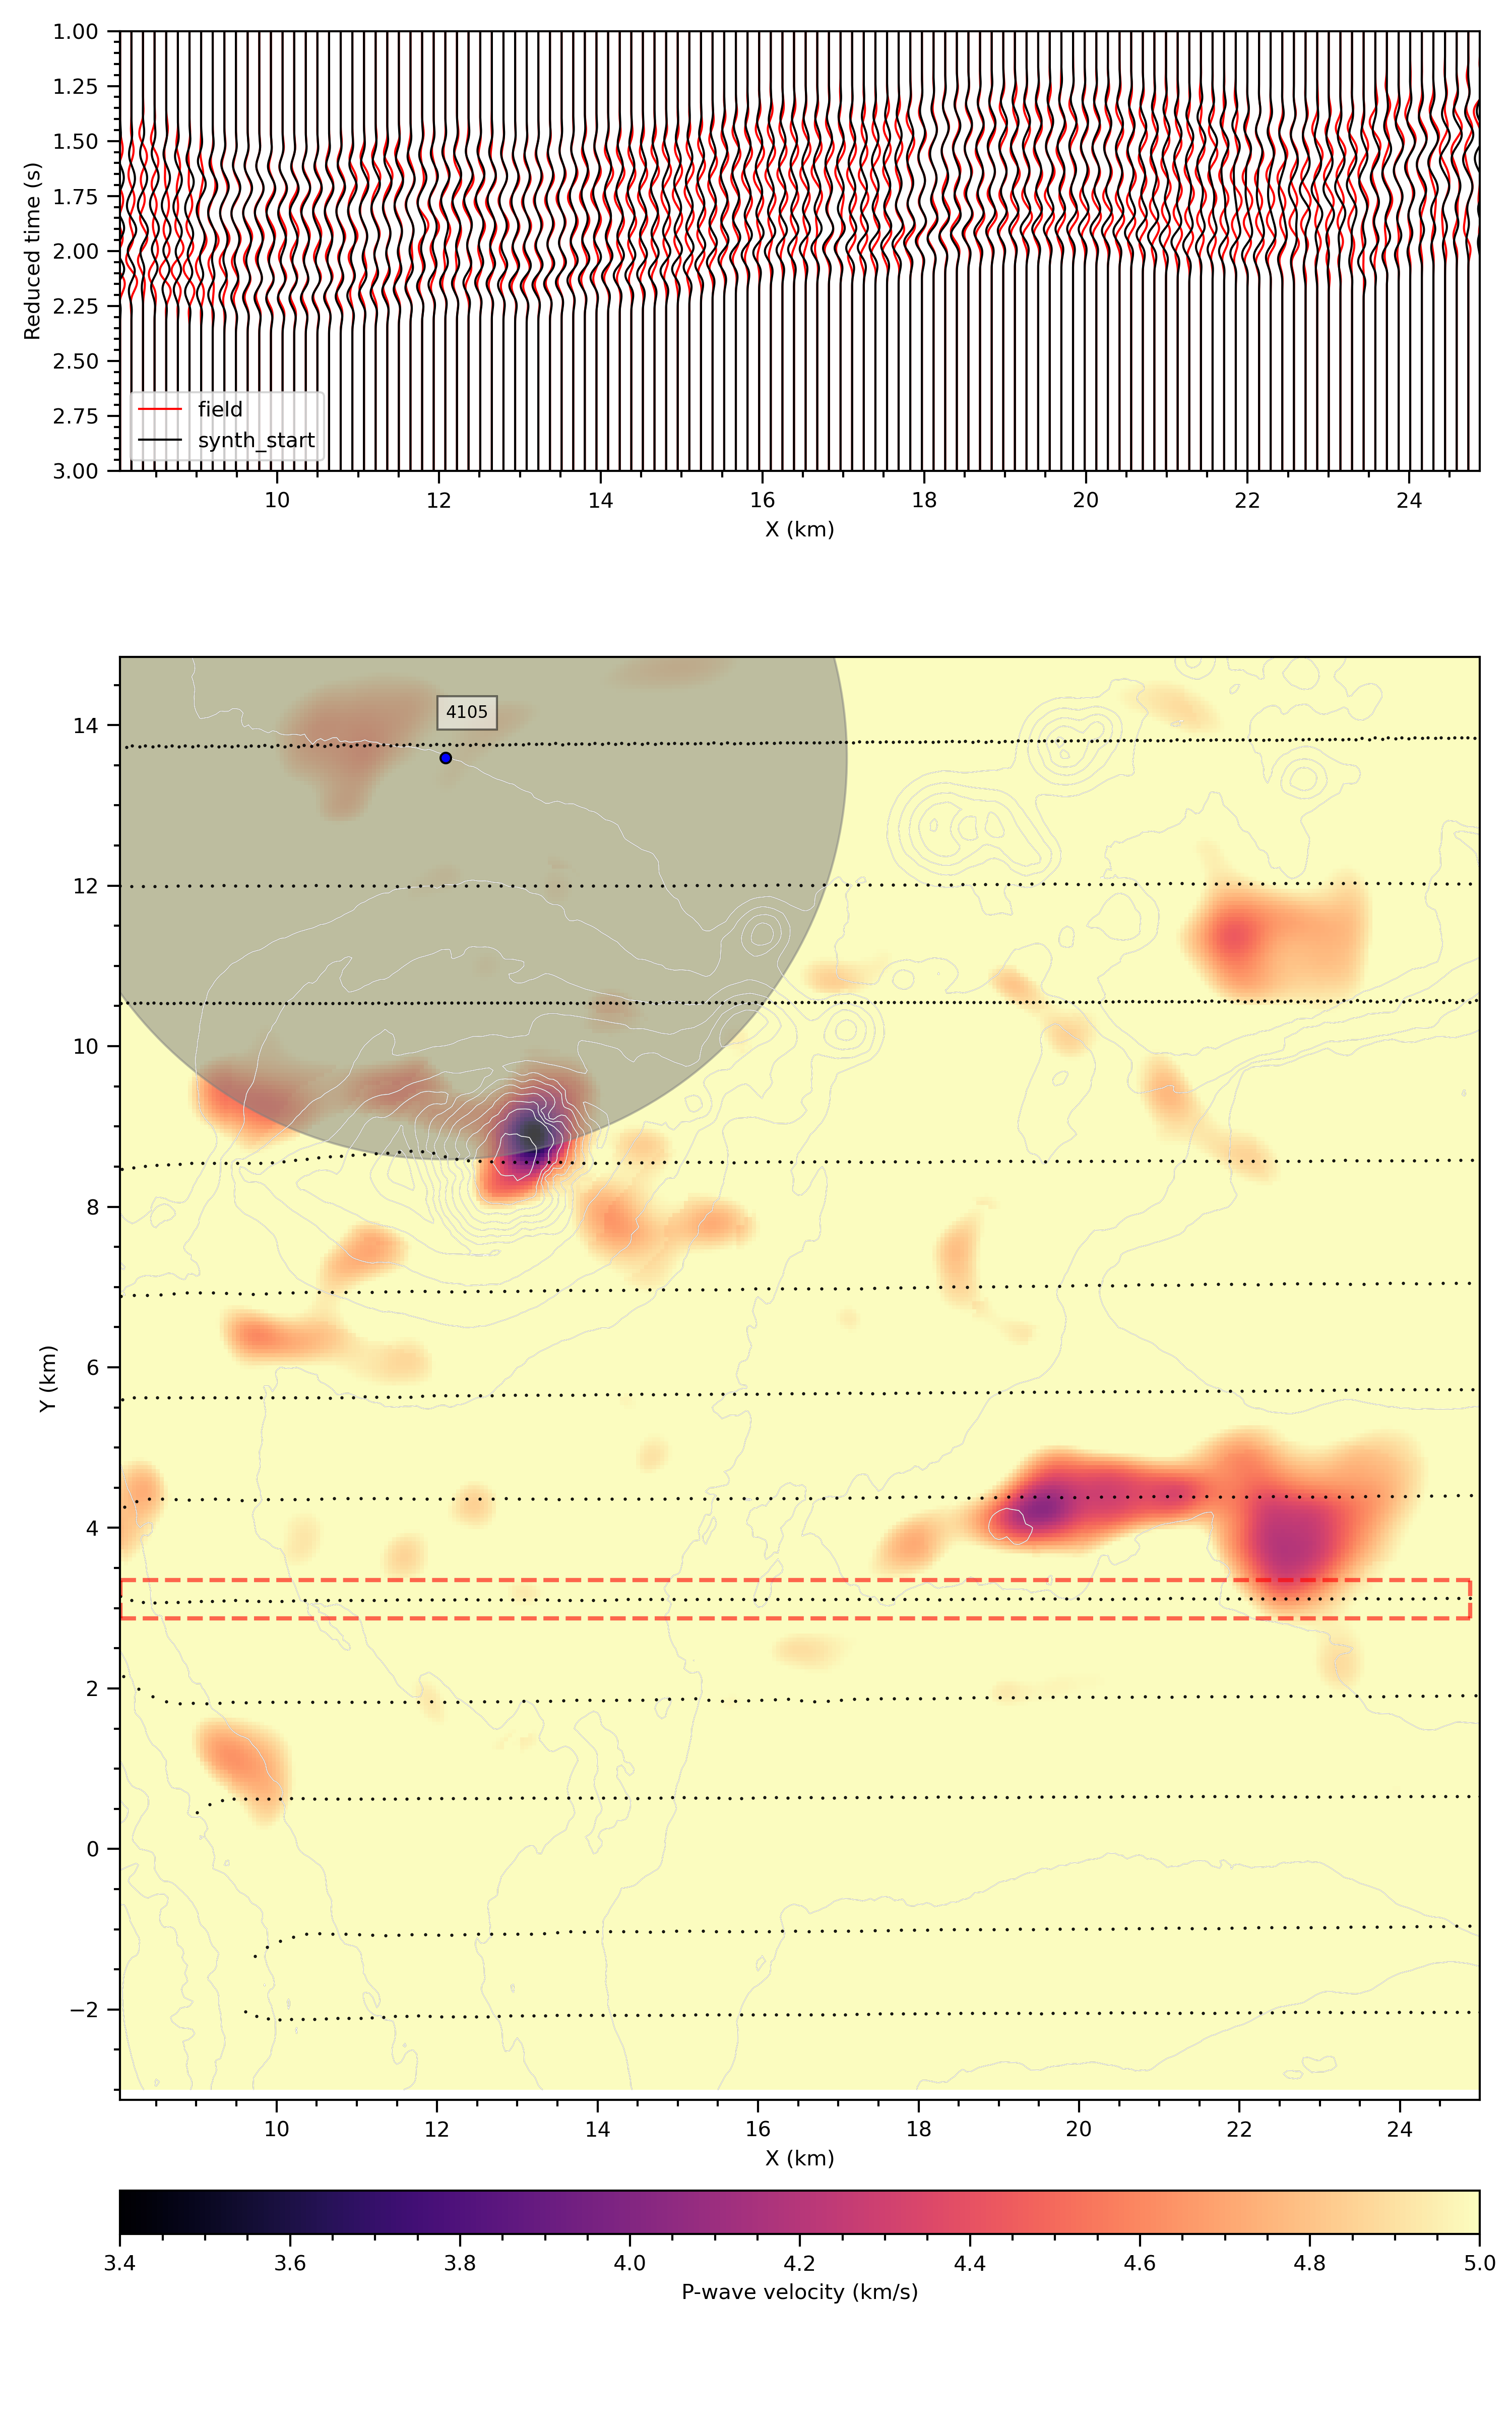 1.00
1.25
1.50
1.75
2.00
2.25
2.50
2.75
3.00
Reduced time (s)
field
synth_start
10 12 14 16 18 20 22 24
X (km)
4105
14
12
10
8
6
4
2
0
−2
Y (km)
10 12 14 16 18 20 22 24
X (km)
3.4 3.6 3.8 4.0 4.2 4.4 4.6 4.8 5.0
P-wave velocity (km/s)